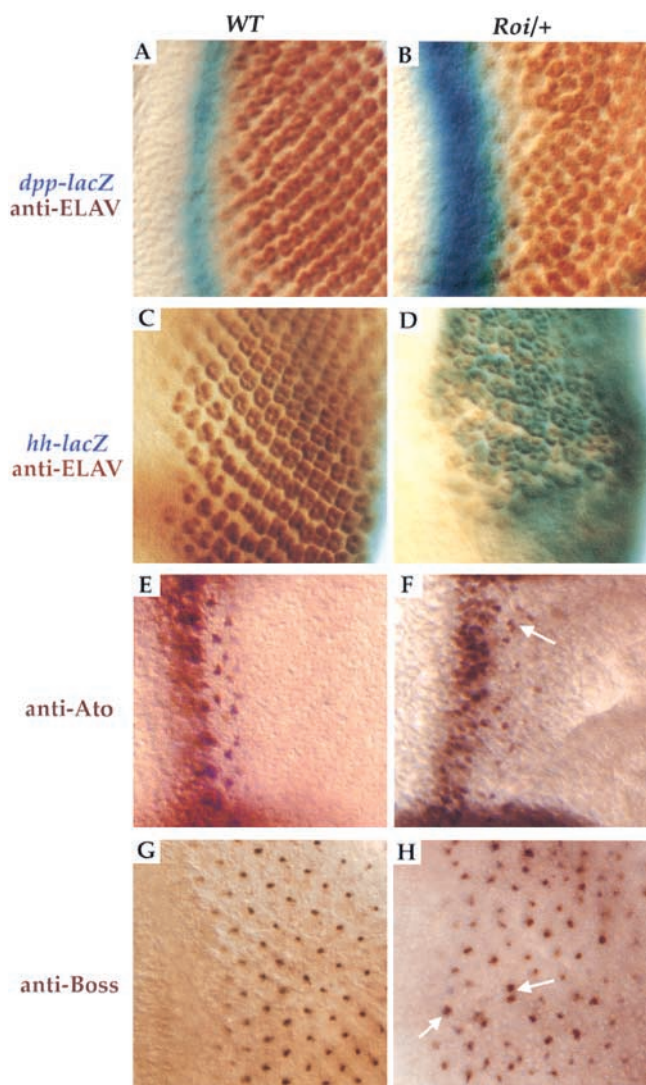 WT
Roi/+
A
B
dpp-lacZ
anti-ELAV
C
D
hh-lacZ
anti-ELAV
E
F
anti-Ato
G
H
anti-Boss